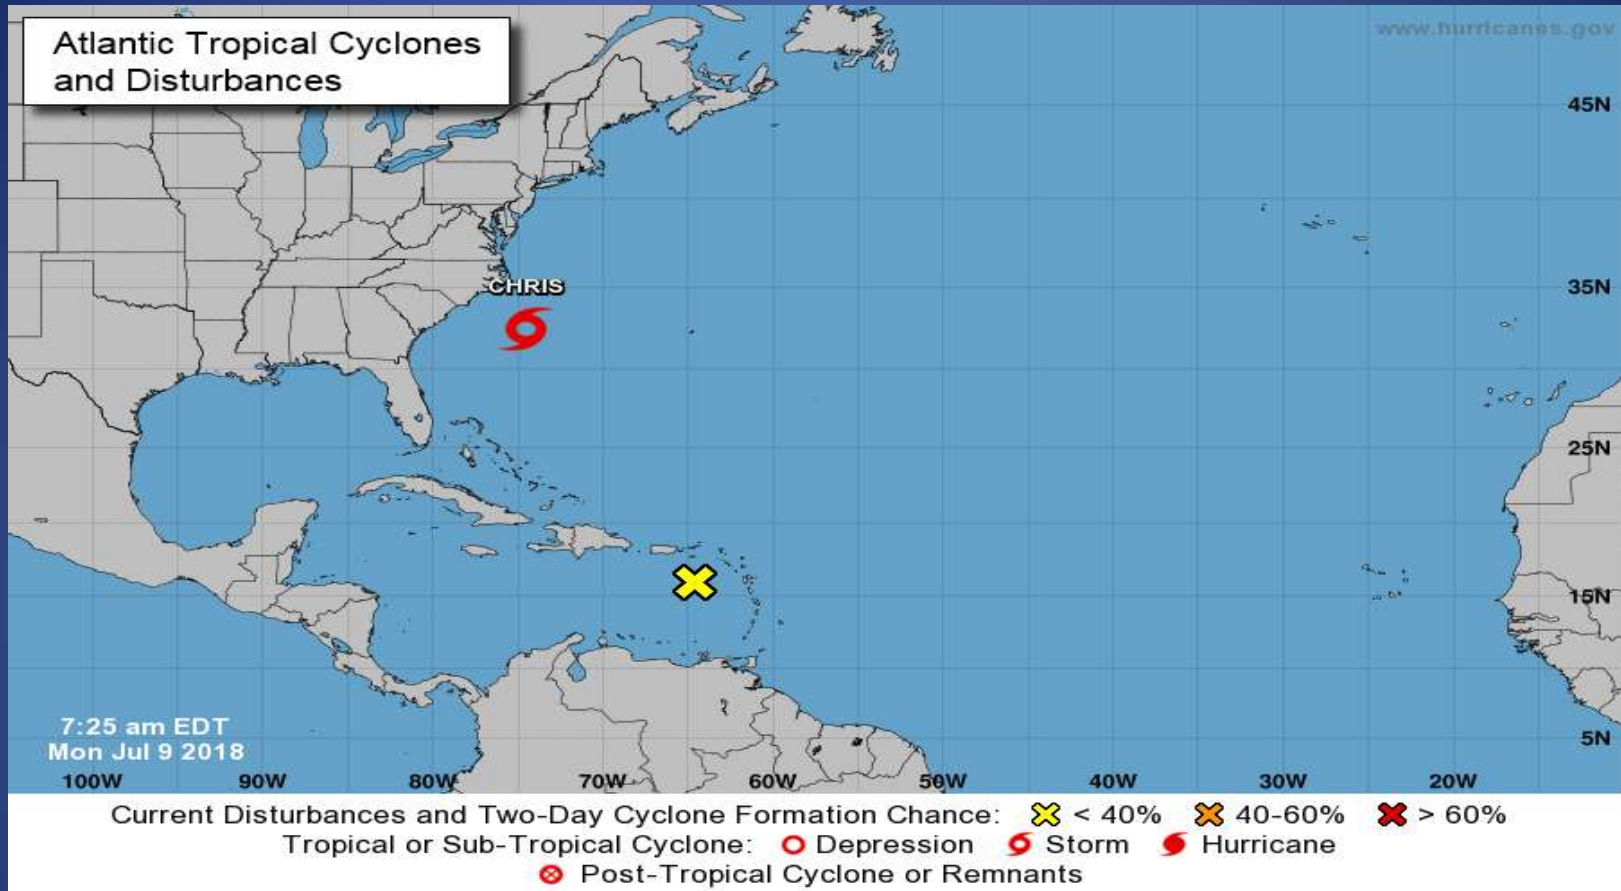 Atlantic Tropical Cyclones
and Disturbances
www.hurricanes.gov
45N
CHRIS
35N
25N
15N
7:25 am EDT
Mon Jul 9 2018
5N
100W 90W 80W 70W 60W 50W 40W 30W 20W
Current Disturbances and Two-Day Cyclone Formation Chance: < 40% 40-60% > 60%
Tropical or Sub-Tropical Cyclone: Depression Storm Hurricane
Post-Tropical Cyclone or Remnants